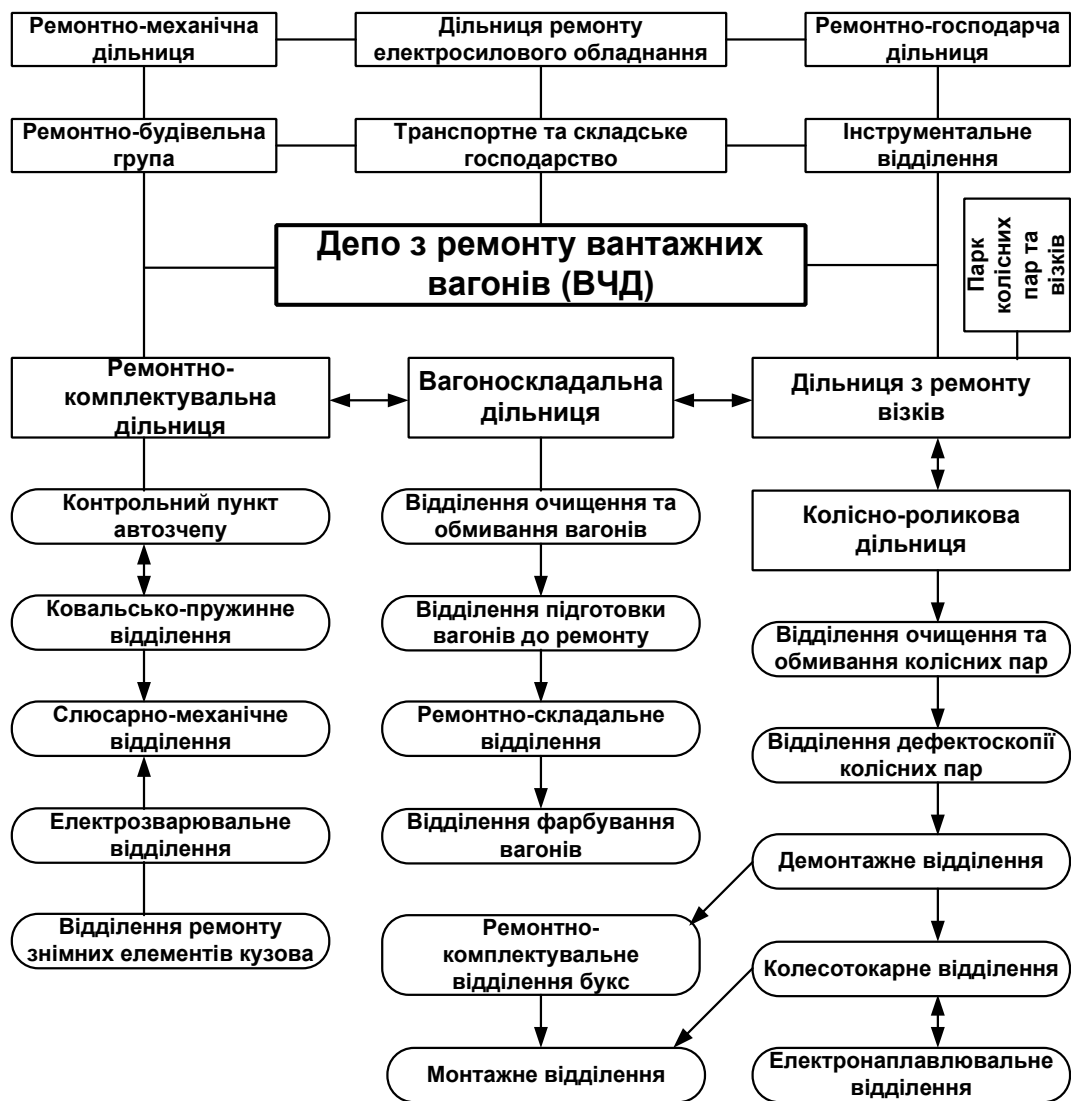 Ремонтно-механічна
дільниця
Дільниця ремонту
електросилового обладнання
Ремонтно-господарча
дільниця
Ремонтно-будівельна
група
Транспортне та складське
господарство
Інструментальне
відділення
Депо з ремонту вантажних
вагонів (ВЧД)
Парк
колісних
пар та
візків
Ремонтно-
комплектувальна
дільниця
Вагоноскладальна
дільниця
Дільниця з ремонту
візків
Контрольний пункт
автозчепу
Відділення очищення та
обмивання вагонів
Колісно-роликова
дільниця
Ковальсько-пружинне
відділення
Відділення підготовки
вагонів до ремонту
Відділення очищення та
обмивання колісних пар
Слюсарно-механічне
відділення
Ремонтно-складальне
відділення
Відділення дефектоскопії
колісних пар
Електрозварювальне
відділення
Відділення фарбування
вагонів
Демонтажне відділення
Відділення ремонту
знімних елементів кузова
Ремонтно-
комплектувальне
відділення букс
Колесотокарне відділення
Монтажне відділення
Електронаплавлювальне
відділення